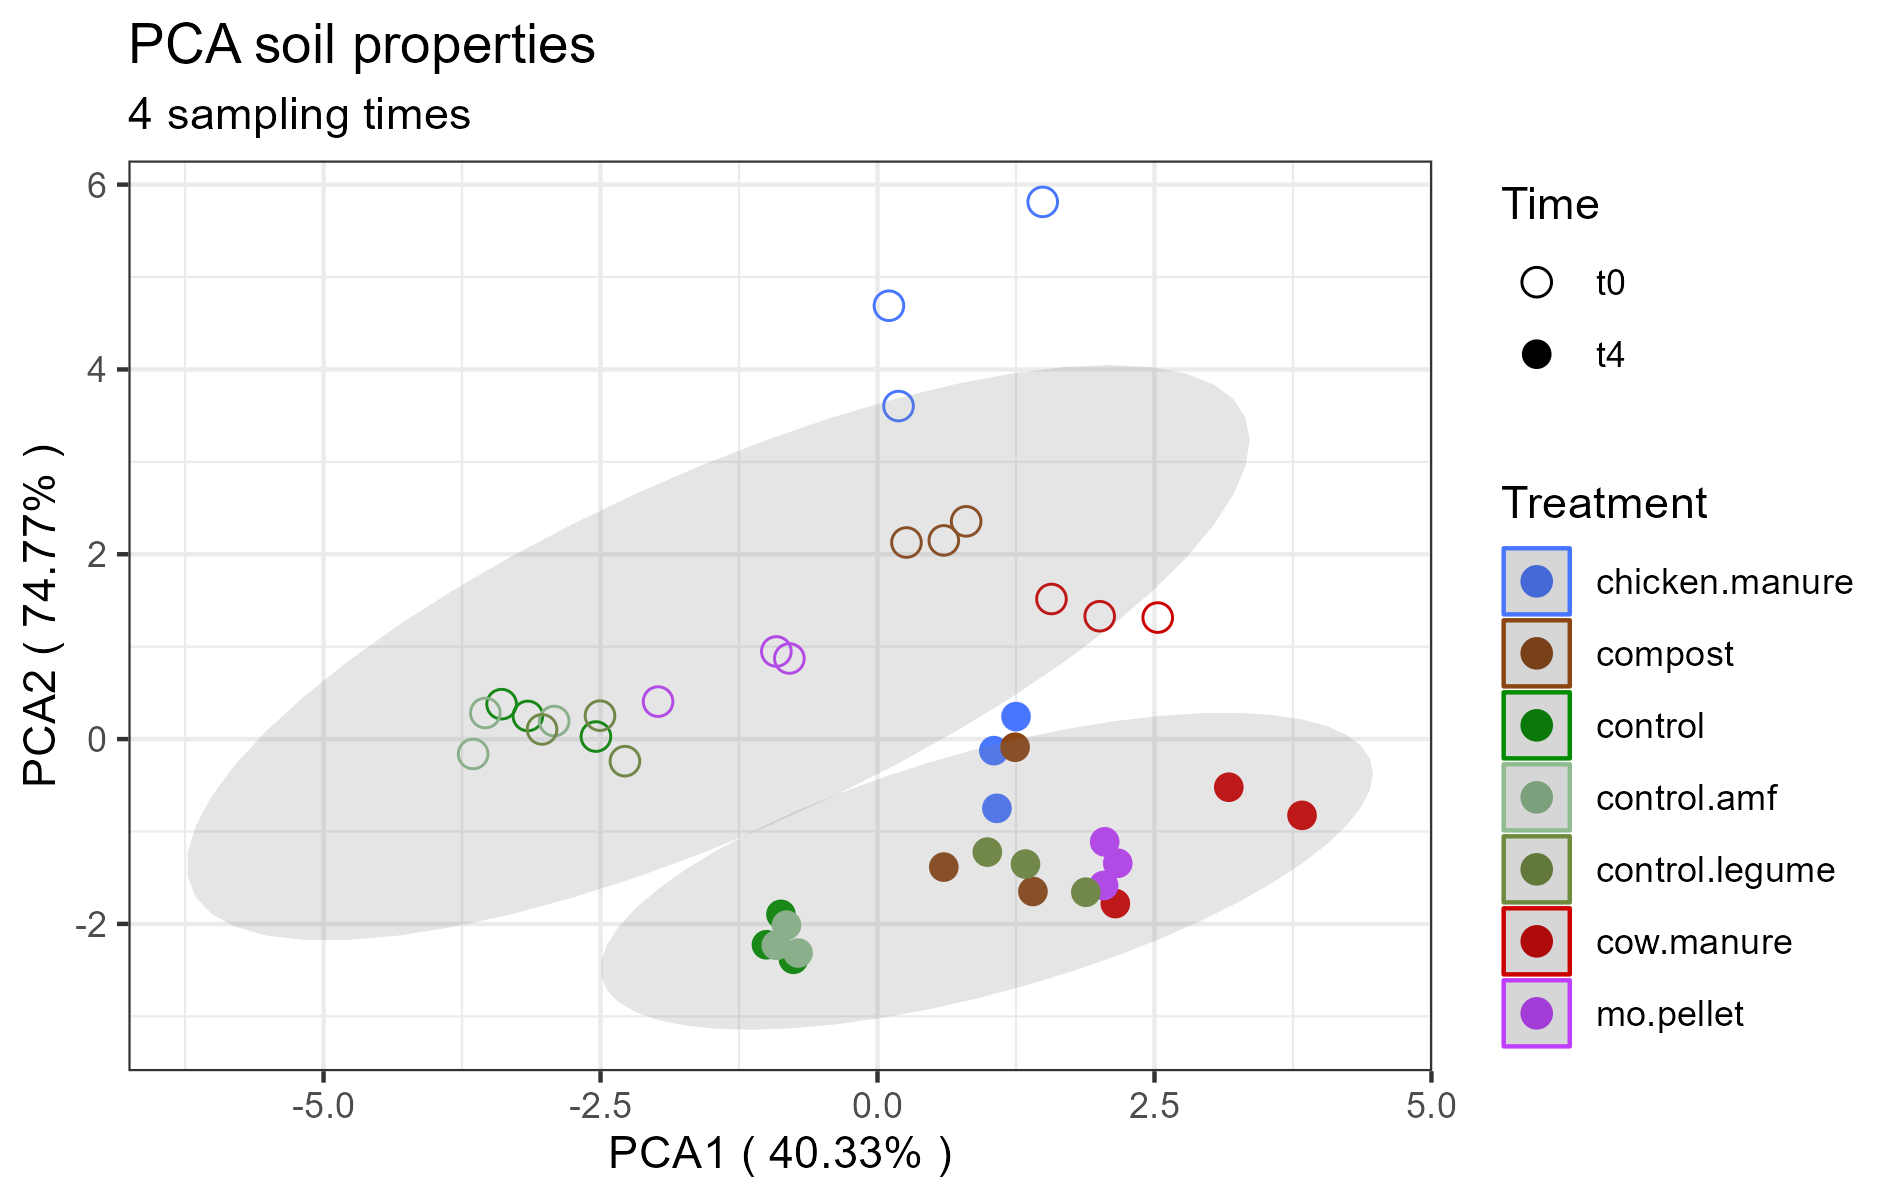 PCA soil properties
4 sampling times
6
4
2
0
-2
PCA2 ( 74.77% )
-5.0
-2.5
0.0
2.5
5.0
PCA1 ( 40.33% )
Time
t0
t4
Treatment
chicken.manure
compost
control
control.amf
control.legume
cow.manure
mo.pellet